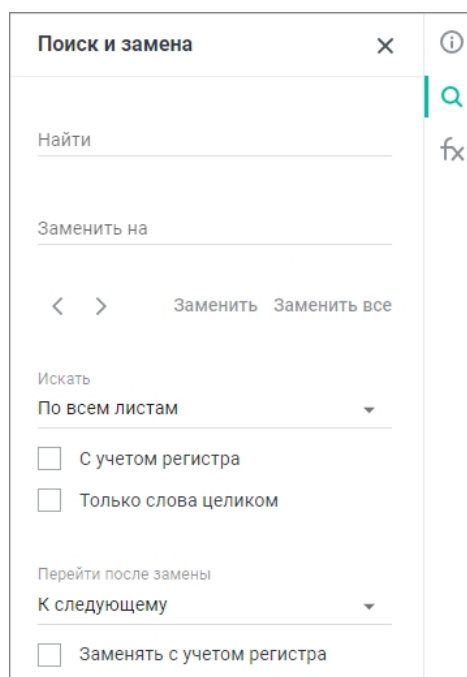 Поиск и замена
Найти
Заменить на
Заменить Заменить все
Искать
По всем листам
С учетом регистра
Только слова целиком
Перейти после замены
К следующему
Заменять с учетом регистра
fx